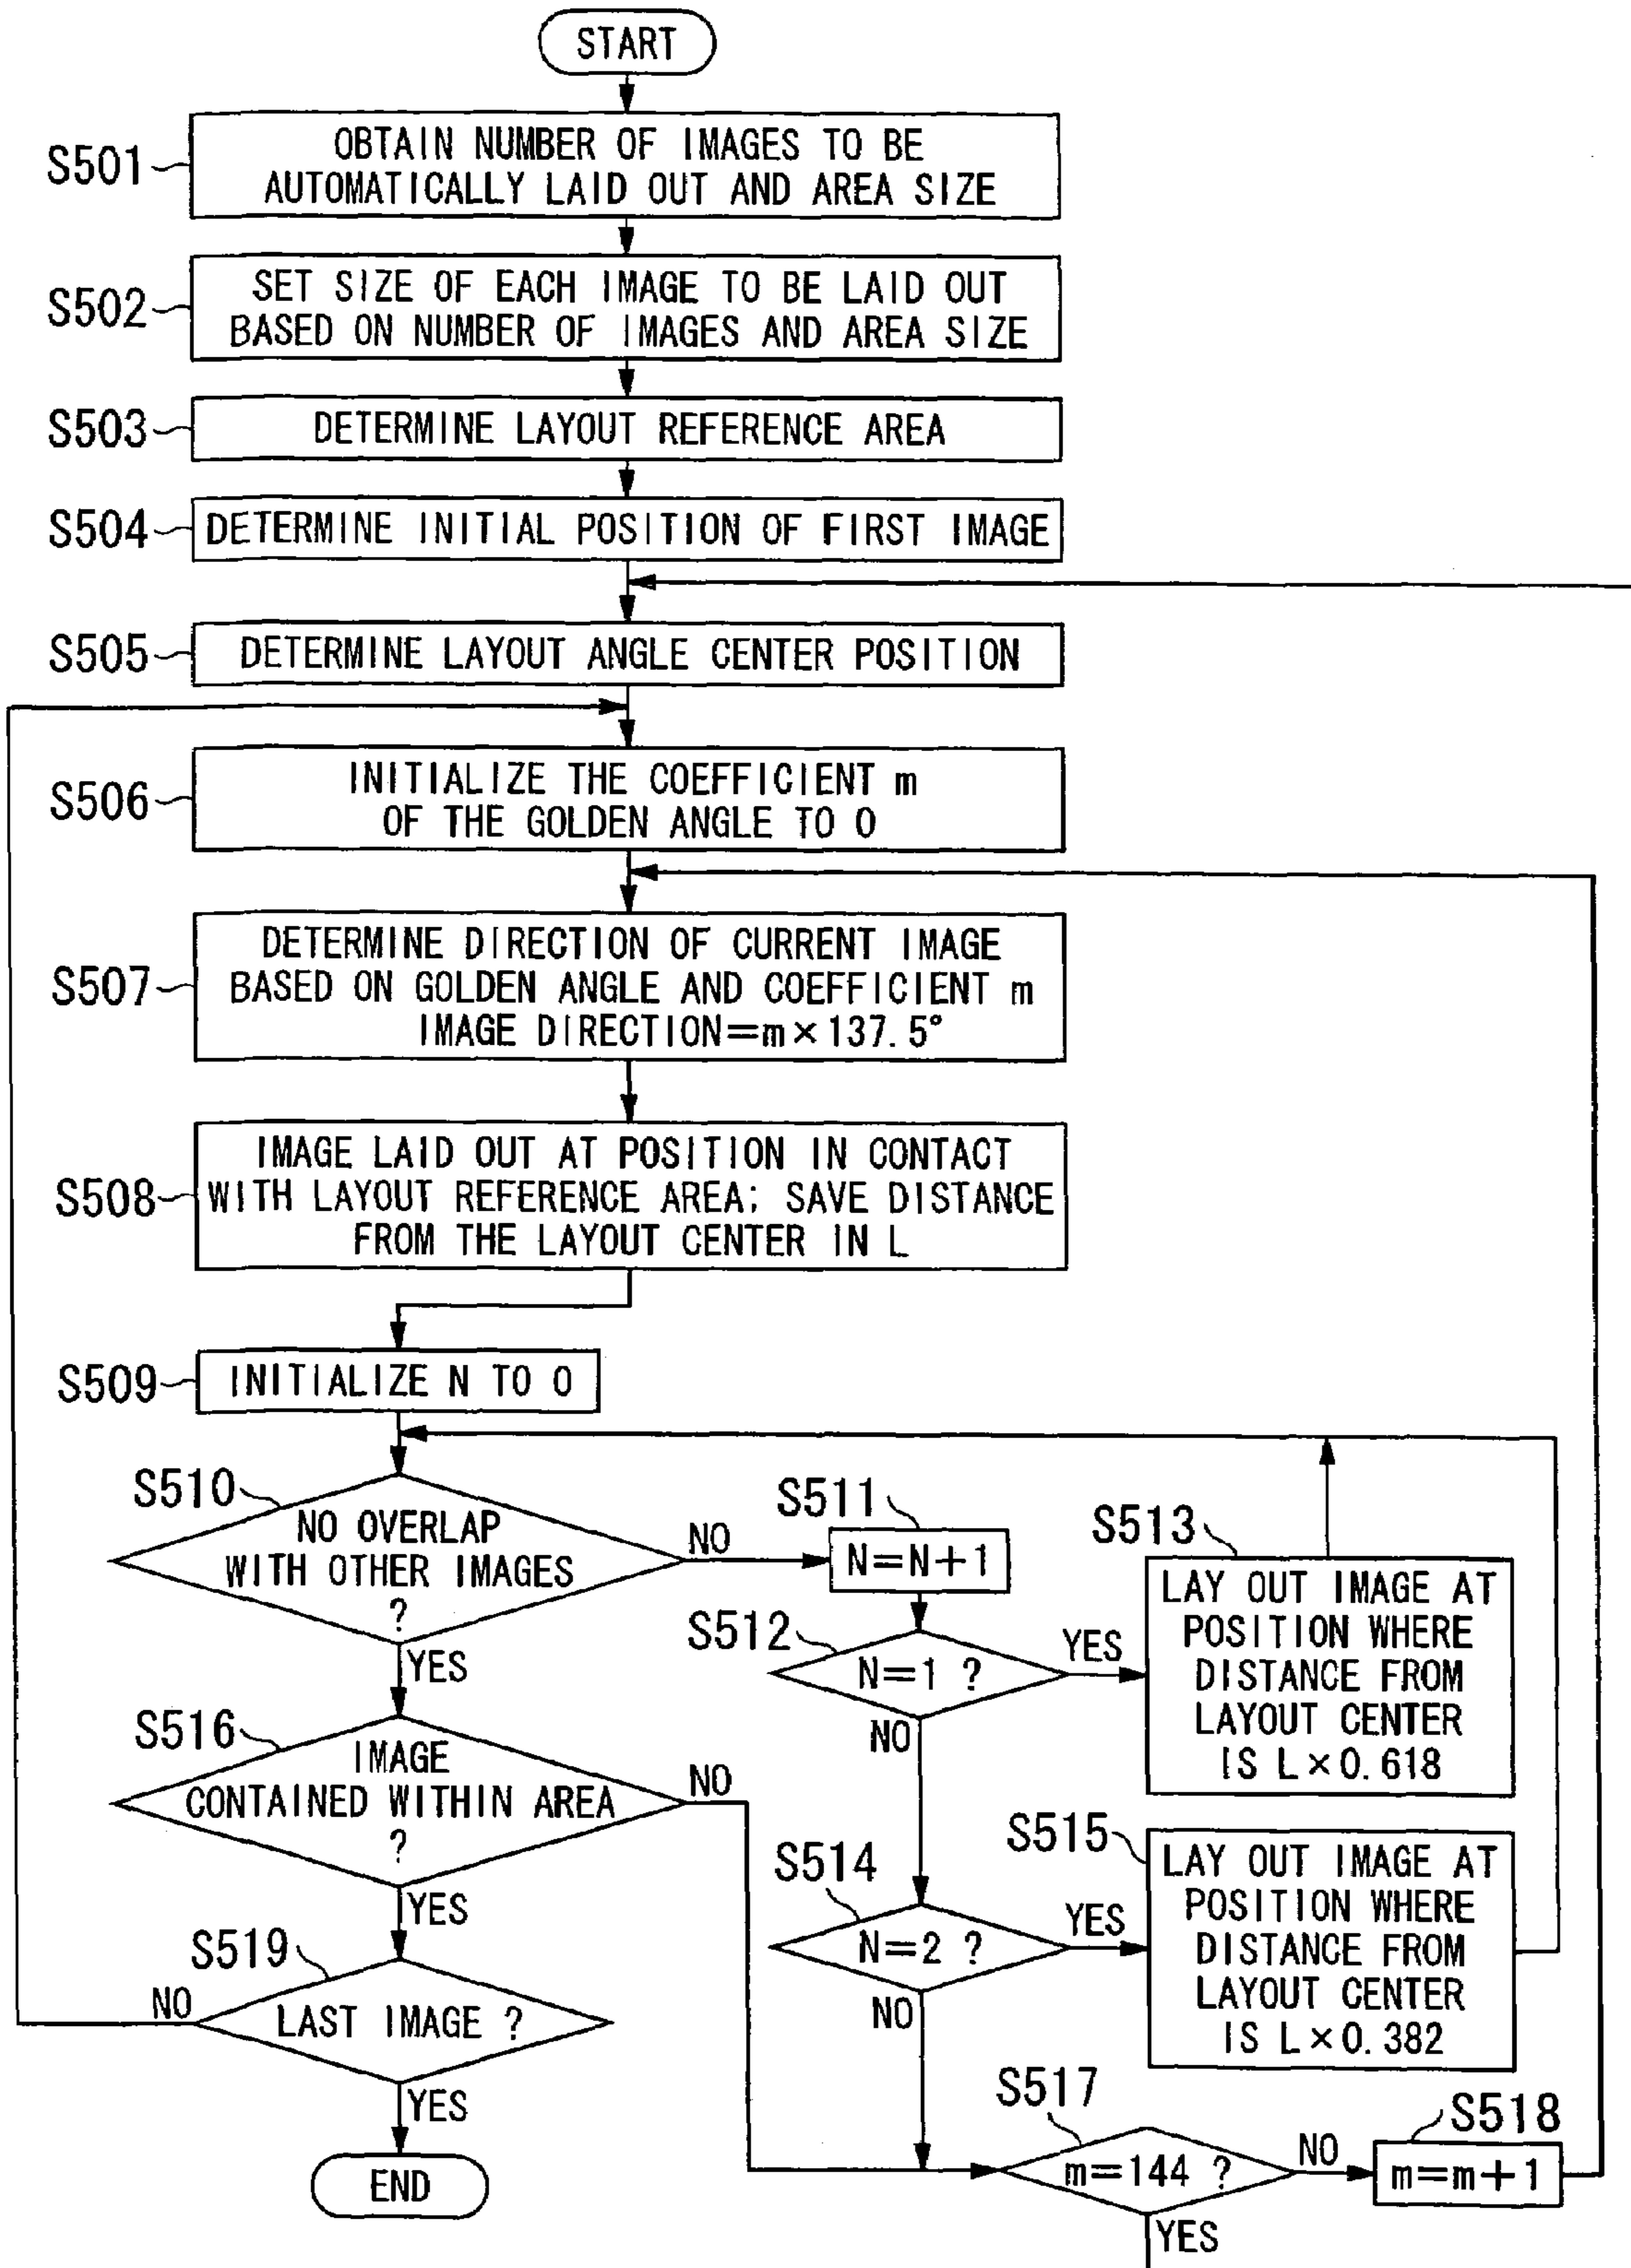 START
S501
OBTAIN NUMBER OF IMAGES TO BE
AUTOMATICALLY LAID OUT AND AREA SIZE
S502
SET SIZE OF EACH IMAGE TO BE LAID OUT
BASED ON NUMBER OF IMAGES AND AREA SIZE
S503
DETERMINE LAYOUT REFERENCE AREA
S504
DETERMINE INITIAL POSITION OF FIRST IMAGE
S505
DETERMINE LAYOUT ANGLE CENTER POSITION
S506
INITIALIZE THE COEFFICIENT m
OF THE GOLDEN ANGLE TO 0
S507
DETERMINE DIRECTION OF CURRENT IMAGE
BASED ON GOLDEN ANGLE AND COEFFICIENT m
IMAGE DIRECTION=m×137.5°
S508
IMAGE LAID OUT AT POSITION IN CONTACT
WITH LAYOUT REFERENCE AREA; SAVE DISTANCE
FROM THE LAYOUT CENTER IN L
S509
INITIALIZE N TO 0
S510
NO OVERLAP
WITH OTHER IMAGES
?
NO
YES
S511
N=N+1
S512
N=1 ?
YES
NO
S513
LAY OUT IMAGE AT
POSITION WHERE
DISTANCE FROM
LAYOUT CENTER
IS L×0.618
S516
IMAGE
CONTAINED WITHIN AREA
?
NO
YES
S514
N=2 ?
YES
NO
S515
LAY OUT IMAGE AT
POSITION WHERE
DISTANCE FROM
LAYOUT CENTER
IS L×0.382
S519
LAST IMAGE ?
NO
YES
END
S517
m=144 ?
NO
YES
S518
m=m+1